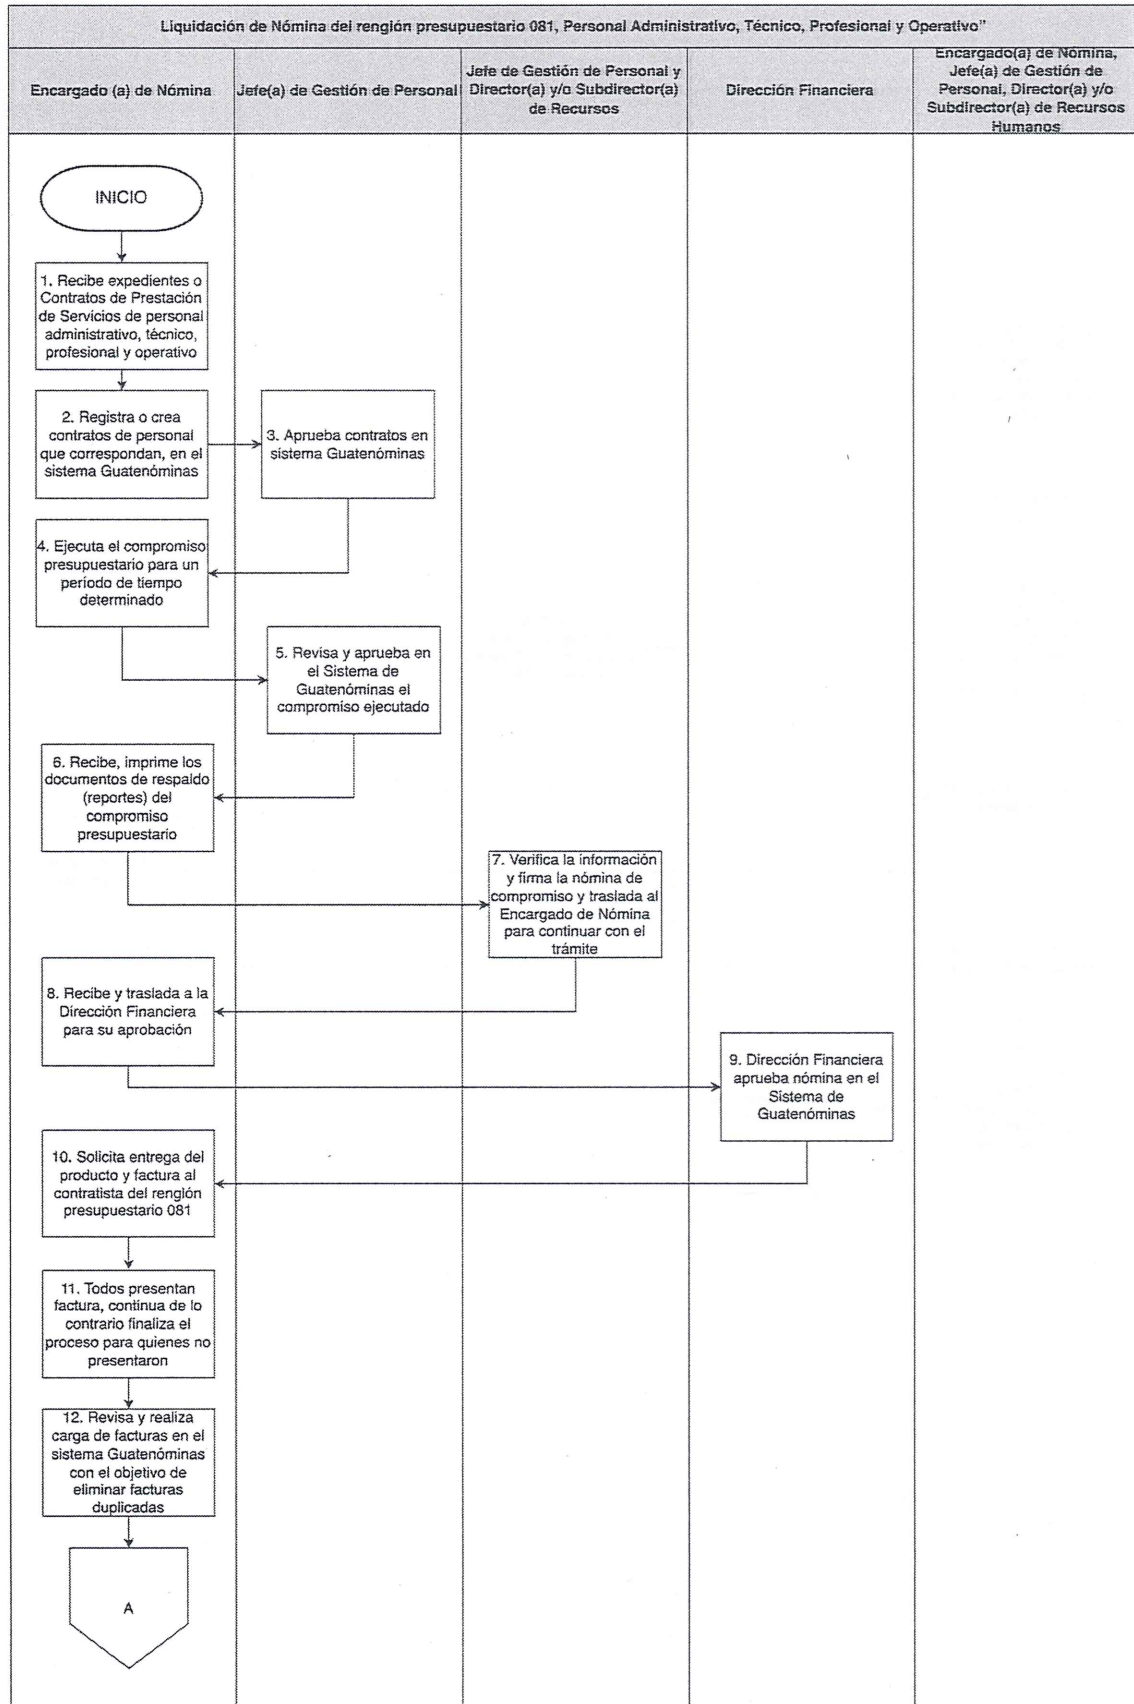 Liquidación de Nómina del renglón presupuestario 081, Personal Administrativo, Técnico, Profesional y Operativo"
Encargado (a) de Nómina
Jefe(a) de Gestión de Personal
Jefe de Gestión de Personal y
Director(a) y/o Subdirector(a)
de Recursos
Dirección Financiera
Encargado(a) de Nómina,
Jefe(a) de Gestión de
Personal, Director(a) y/o
Subdirector(a) de Recursos
Humanos
INICIO
1. Recibe expedientes o
Contratos de Prestación
de Servicios de personal
administrativo, técnico,
profesional y operativo
2. Registra o crea
contratos de personal
que correspondan, en el
sistema Guatenóminas
3. Aprueba contratos en
sistema Guatenóminas
4. Ejecuta el compromiso
presupuestario para un
período de tiempo
determinado
5. Revisa y aprueba en
el Sistema de
Guatenóminas el
compromiso ejecutado
6. Recibe, imprime los
documentos de respaldo
(reportes) del
compromiso
presupuestario
7. Verifica la información
y firma la nómina de
compromiso y traslada al
Encargado de Nómina
para continuar con el
trámite
8. Recibe y traslada a la
Dirección Financiera
para su aprobación
9. Dirección Financiera
aprueba nómina en el
Sistema de
Guatenóminas
10. Solicita entrega del
producto y factura al
contratista del renglón
presupuestario 081
11. Todos presentan
factura, continua de lo
contrario finaliza el
proceso para quienes no
presentaron
12. Revisa y realiza
carga de facturas en el
sistema Guatenóminas
con el objetivo de
eliminar facturas
duplicadas
A